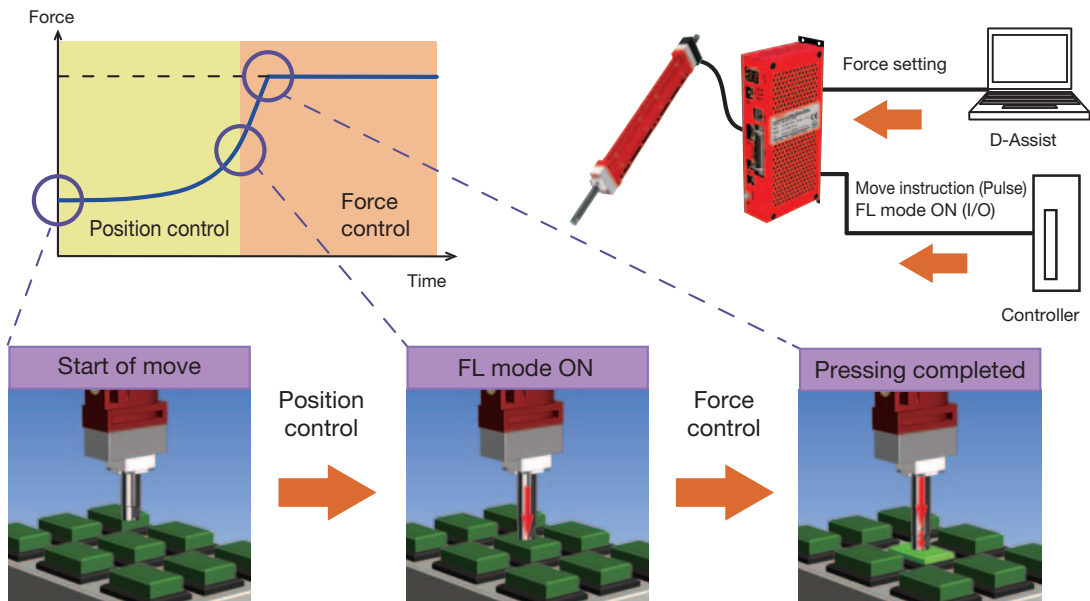 Force
Position control
Force
control
Time
Force setting
D-Assist
Move instruction (Pulse)
FL mode ON (I/O)
Controller
Start of move
Position
control
FL mode ON
Force
control
Pressing completed